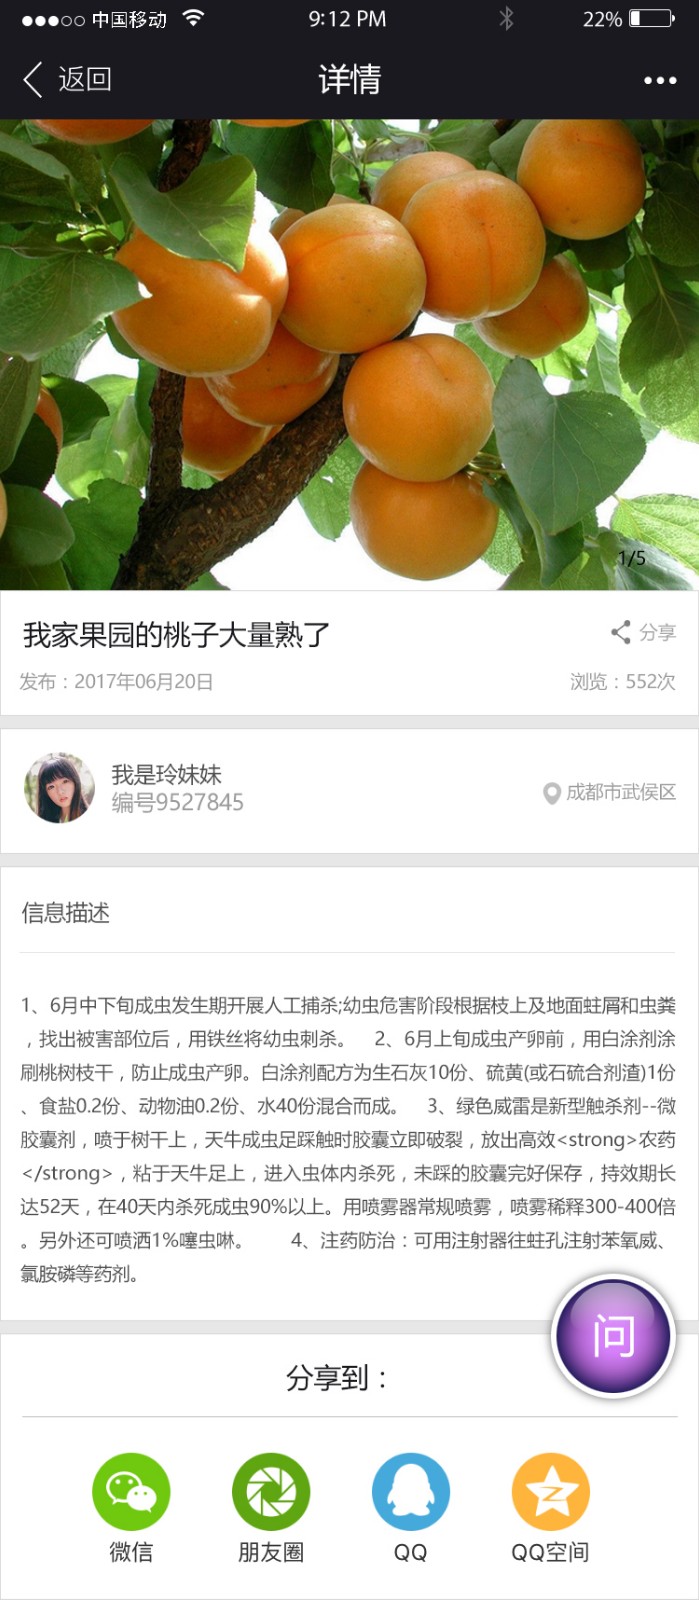 中国移动 9:12 PM 22%
返回 详情
1/5
我家果园的桃子大量熟了 分享
发布：2017年06月20日 浏览：552次
我是玲妹妹
编号9527845 成都市武侯区
信息描述
1、6月中下旬成虫发生期开展人工捕杀;幼虫危害阶段根据枝上及地面蛀屑和虫粪
，找出被害部位后，用铁丝将幼虫刺杀。 2、6月上旬成虫产卵前，用白涂剂涂
刷桃树枝干，防止成虫产卵。白涂剂配方为生石灰10份、硫黄(或石硫合剂渣)1份
、食盐0.2份、动物油0.2份、水40份混合而成。 3、绿色威雷是新型触杀剂--微
胶囊剂，喷于树干上，天牛成虫足踩触时胶囊立即破裂，放出高效<strong>农药
</strong>，粘于天牛足上，进入虫体内杀死，未踩的胶囊完好保存，持效期长
达52天，在40天内杀死成虫90%以上。用喷雾器常规喷雾，喷雾稀释300-400倍
。另外还可喷洒1%噻虫啉。 4、注药防治：可用注射器往蛀孔注射苯氧威、
氯胺磷等药剂。
问
分享到：
微信 朋友圈 QQ QQ空间